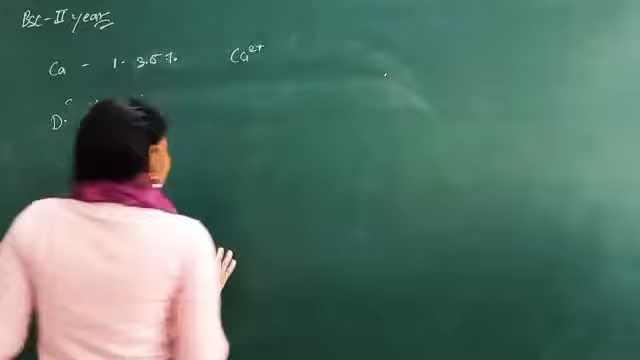 BSC - II year
Ca - 1 - 3.5 % Ca2+
D.